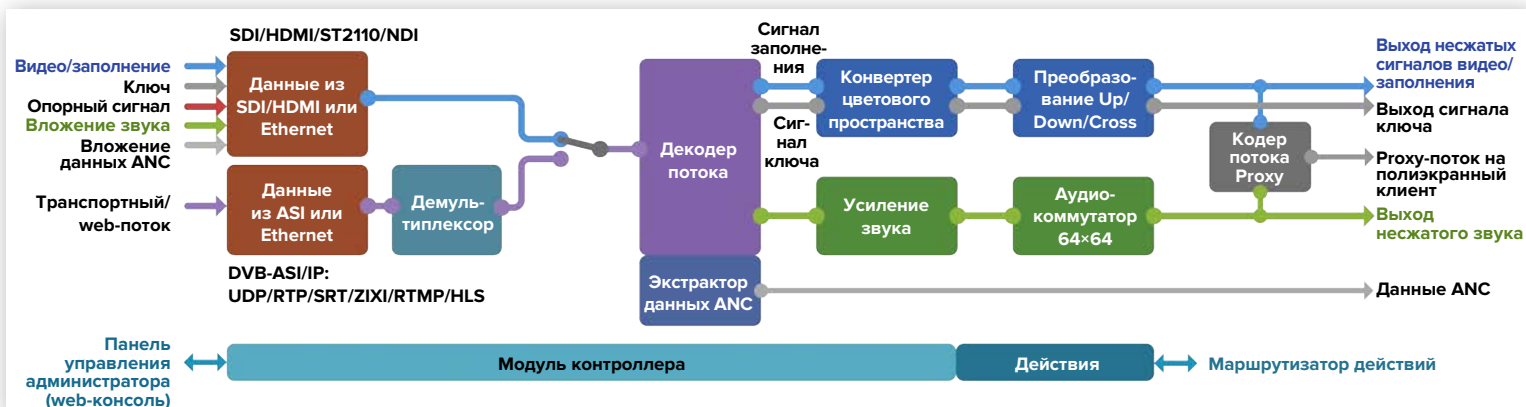 SDI/HDMI/ST2110/NDI
Видео/заполнение
Ключ
Опорный сигнал
Вложение звука
Вложение
данных ANC
Транспортный/
web-поток
Данные из
SDI/HDMI или
Ethernet
Данные
из ASI или
Ethernet
Демуль-
типлексор
DVB-ASI/IP:
UDP/RTP/SRT/ZIXI/RTMP/HLS
Декодер
потока
Экстрактор
данных ANC
Сигнал
заполне-
ния
Сиг-
нал
ключа
Конвертер
цветового
пространства
Преобразо-
вание Up/
Down/Cross
Усиление
звука
Аудио-
коммутатор
64×64
Кодер
потока
Proxy
Выход несжатых
сигналов видео/
заполнения
Выход сигнала
ключа
Proxy-поток на
полиэкранный
клиент
Выход
несжатого звука
Данные ANC
Панель
управления
администратора
(web-консоль)
Модуль контроллера
Действия
Маршрутизатор действий